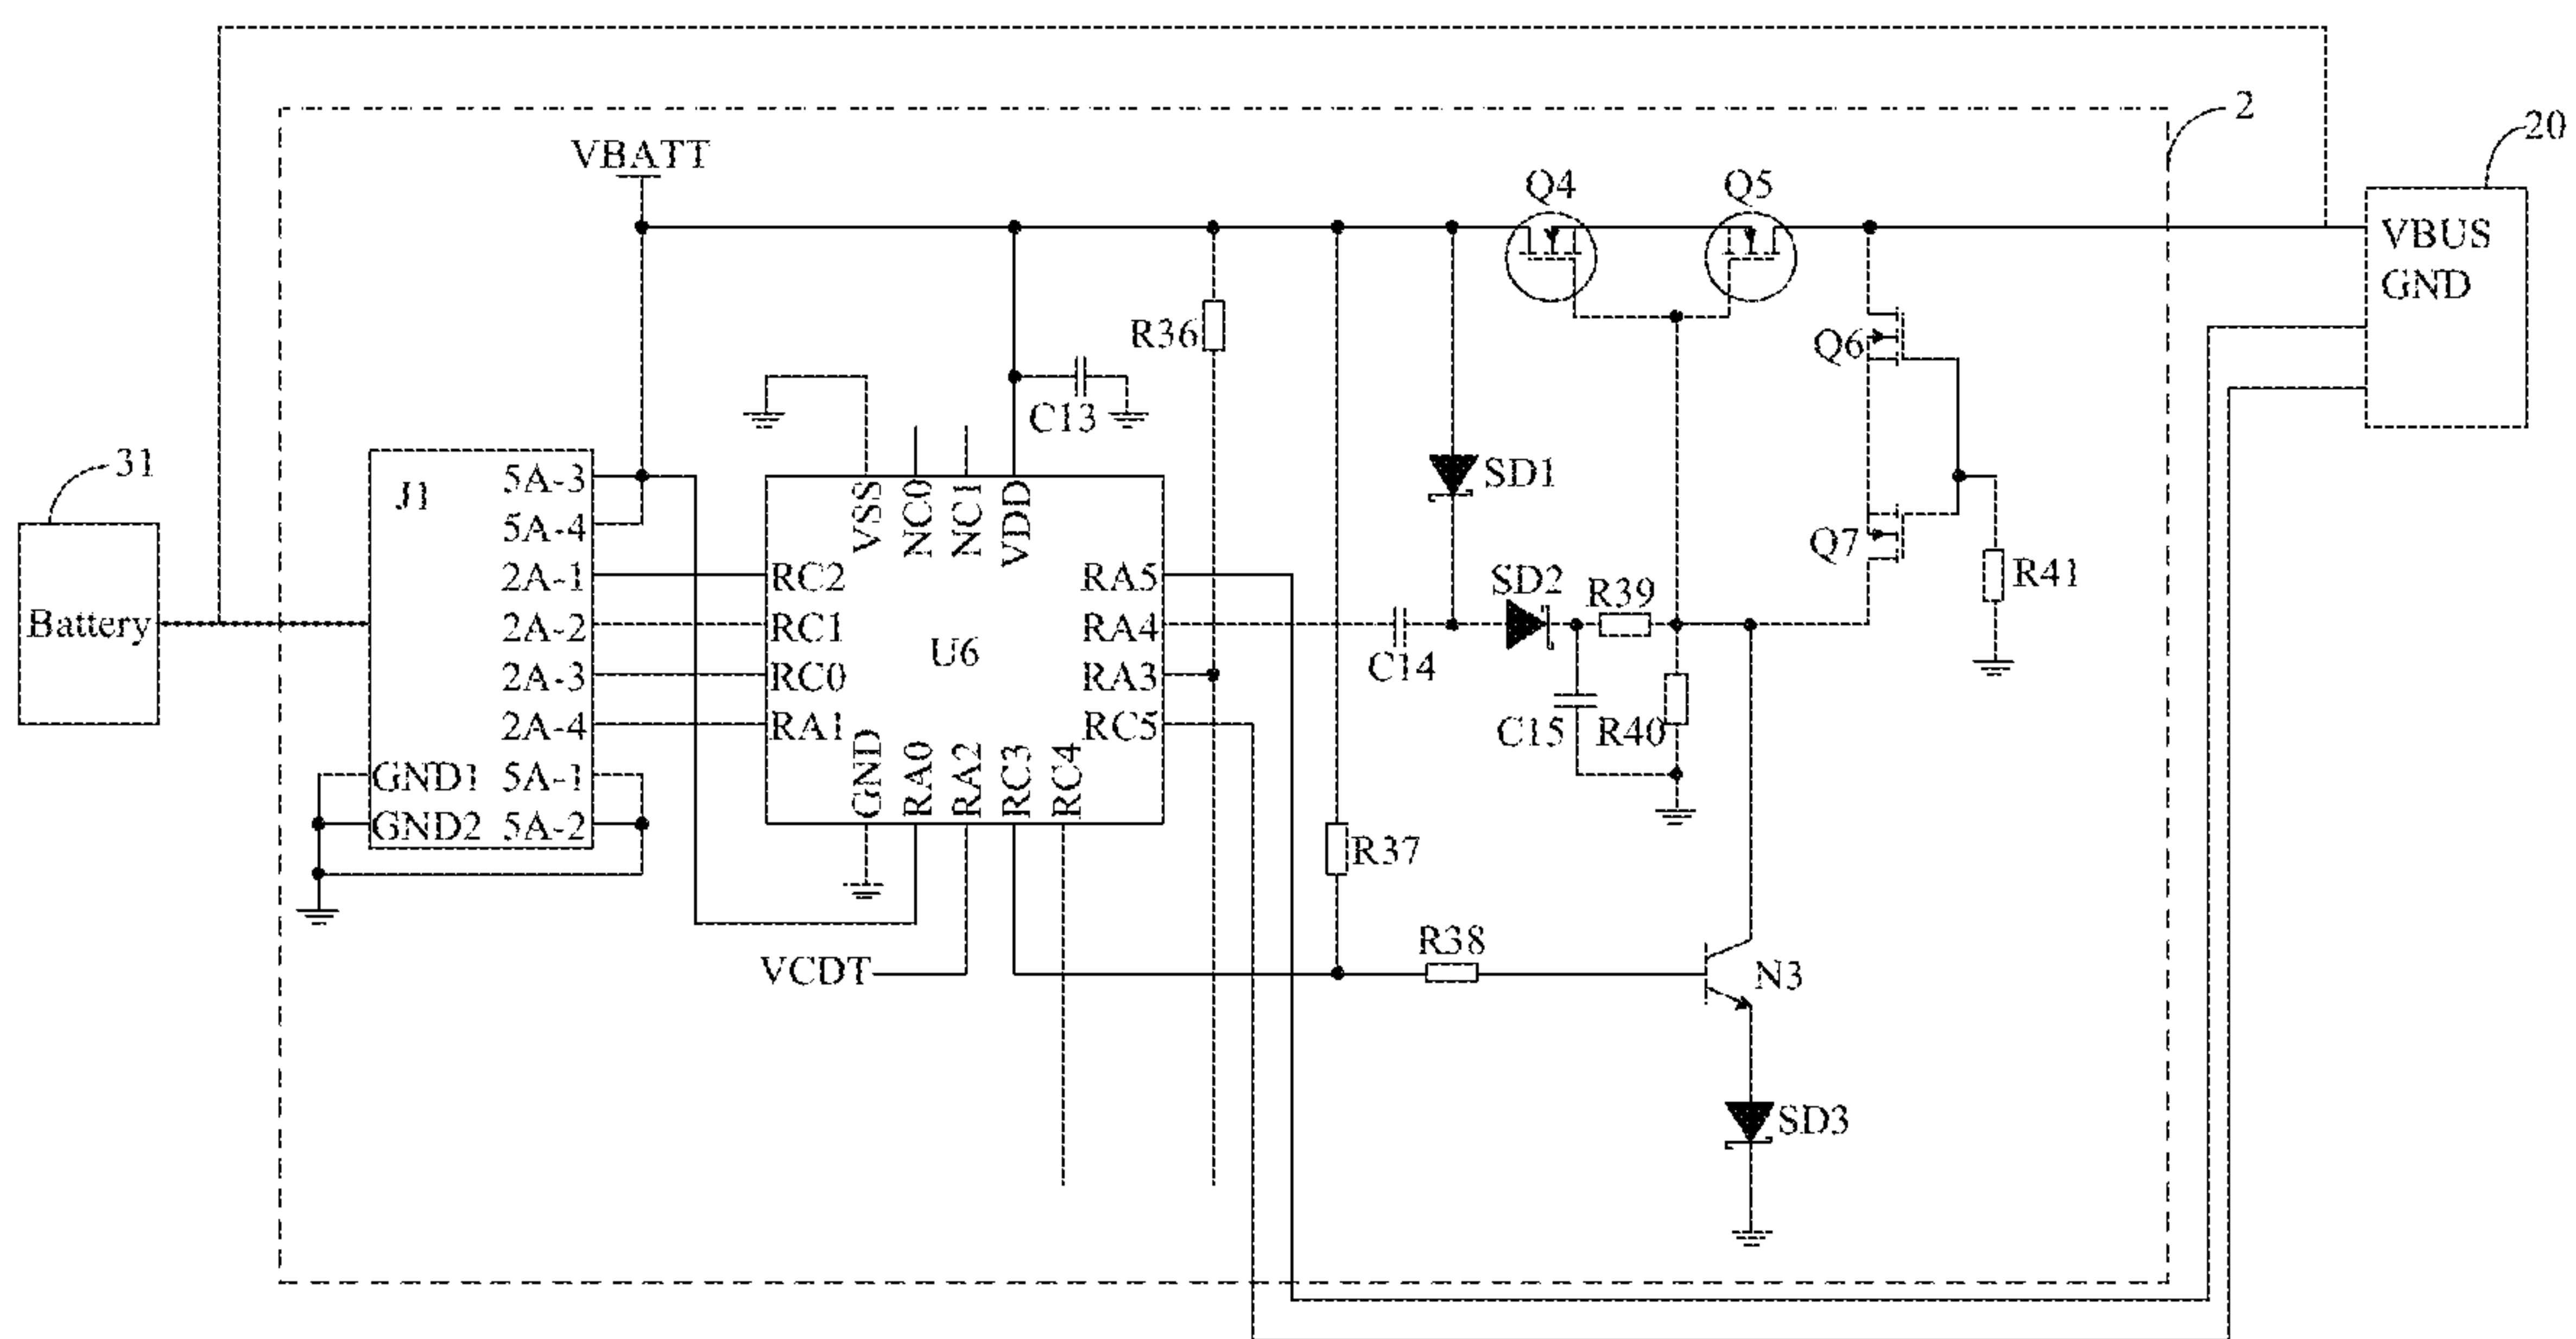 2
20
VBATT
Q4
Q5
VBUS
GND
R36
Q6
C13
31
J1
5A-3
5A-4
2A-1
2A-2
2A-3
2A-4
GND1
5A-1
GND2
5A-2
Battery
VSS
NC0
NC1
VDD
RC2
RC1
RC0
RA1
U6
RA5
RA4
RA3
RC5
GND
RA0
RA2
RC3
RC4
SD1
SD2
R39
Q7
R41
C14
C15
R40
R37
VCDT
R38
N3
SD3